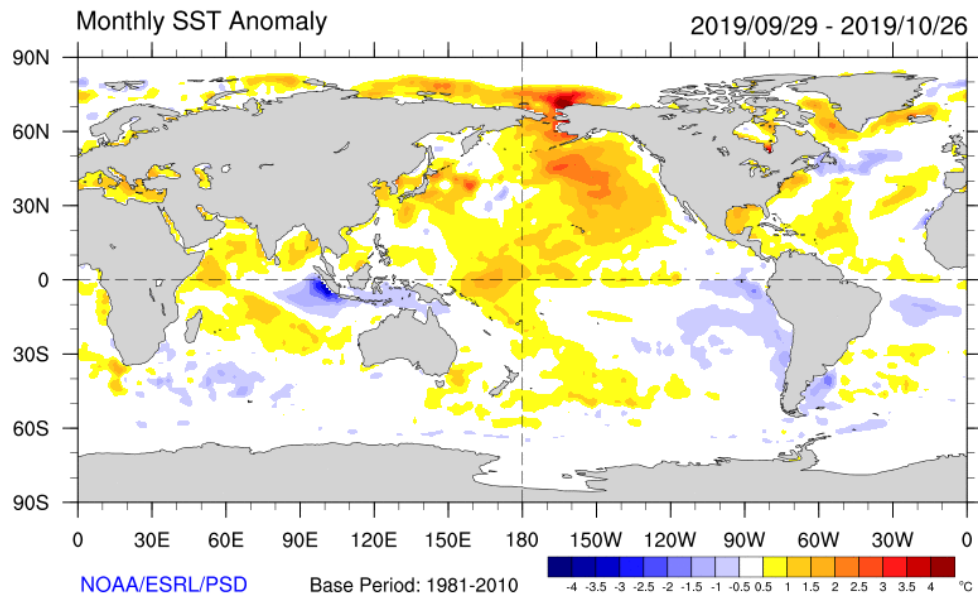 Monthly SST Anomaly 2019/09/29 - 2019/10/26
90N
60N
30N
0
30S
60S
90S
0 30E 60E 90E 120E 150E 180 150W 120W 90W 60W 30W 0
NOAA/ESRL/PSD Base Period: 1981-2010
-4 -3.5 -3 -2.5 -2 -1.5 -1 -0.5 0.5 1 1.5 2 2.5 3 3.5 4 °C